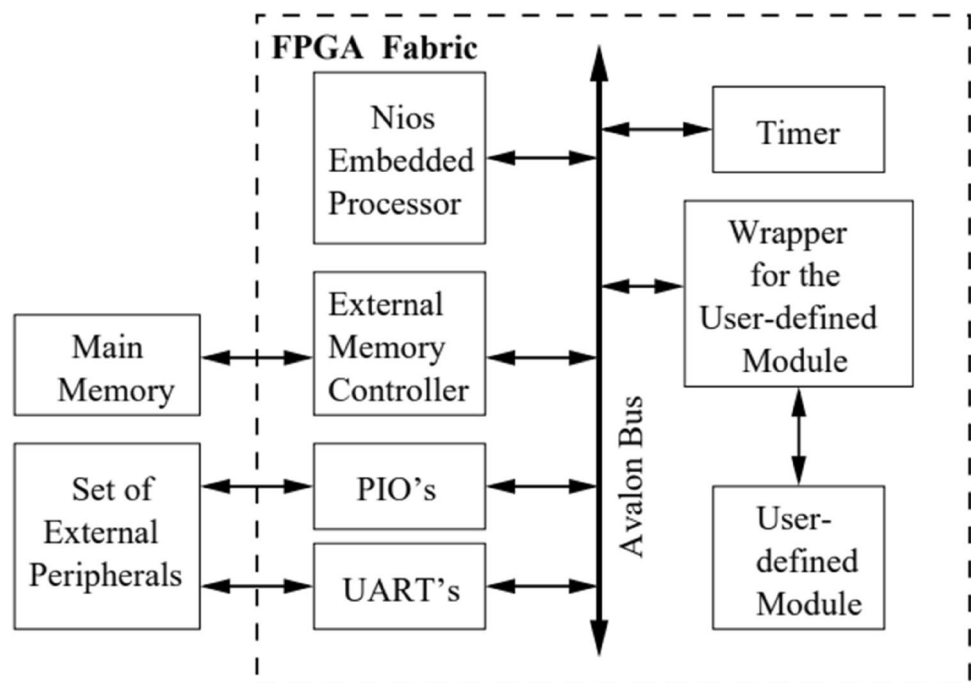 FPGA Fabric
Nios
Embedded
Processor
Timer
Wrapper
for the
User-defined
Module
External
Memory
Controller
Main
Memory
Avalon Bus
Set of
External
Peripherals
PIO's
UART's
User-
defined
Module